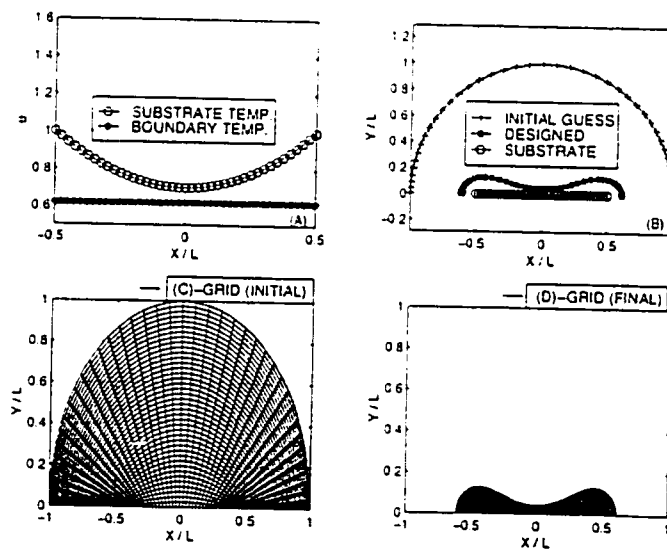 1.6
1.4
1.2
1
0.8
0.6
u
SUBSTRATE TEMP.
BOUNDARY TEMP.
(A)
-0.5
0
0.5
X/L
1.2
1
0.8
0.6
0.4
0.2
0
-0.2
Y/L
INITIAL GUESS
DESIGNED
SUBSTRATE
(B)
-0.5
0
0.5
X/L
(C)-GRID (INITIAL)
1
0.8
0.6
0.4
0.2
0
Y/L
-1
-0.5
0
0.5
1
X/L
(D)-GRID (FINAL)
1
0.8
0.6
0.4
0.2
0
Y/L
-1
-0.5
0
0.5
1
X/L